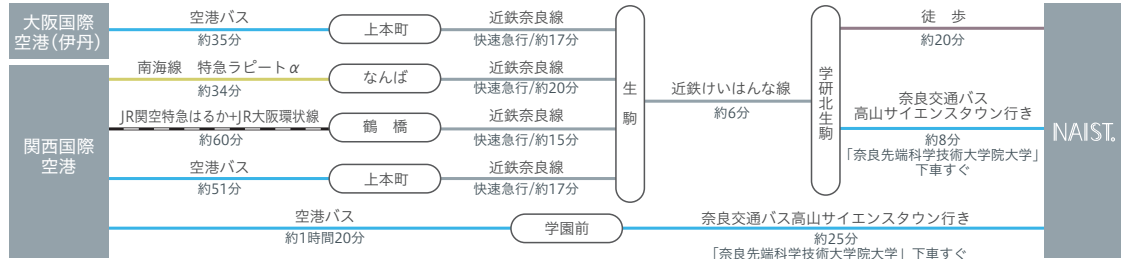 大阪国際
空港(伊丹)
空港バス
約35分
上本町
近鉄奈良線
快速急行/約17分
関西国際
空港
南海線　特急ラピートα
約34分
なんば
近鉄奈良線
快速急行/約20分
JR関空特急はるか+JR大阪環状線
約60分
鶴　橋
近鉄奈良線
快速急行/約15分
空港バス
約51分
上本町
近鉄奈良線
快速急行/約17分
生駒
近鉄けいはんな線
約6分
学研北生駒
徒　歩
約20分
奈良交通バス
高山サイエンスタウン行き
約8分
「奈良先端科学技術大学院大学」
下車すぐ
空港バス
約1時間20分
学園前
奈良交通バス高山サイエンスタウン行き
約25分
「奈良先端科学技術大学院大学」下車すぐ
NAIST®